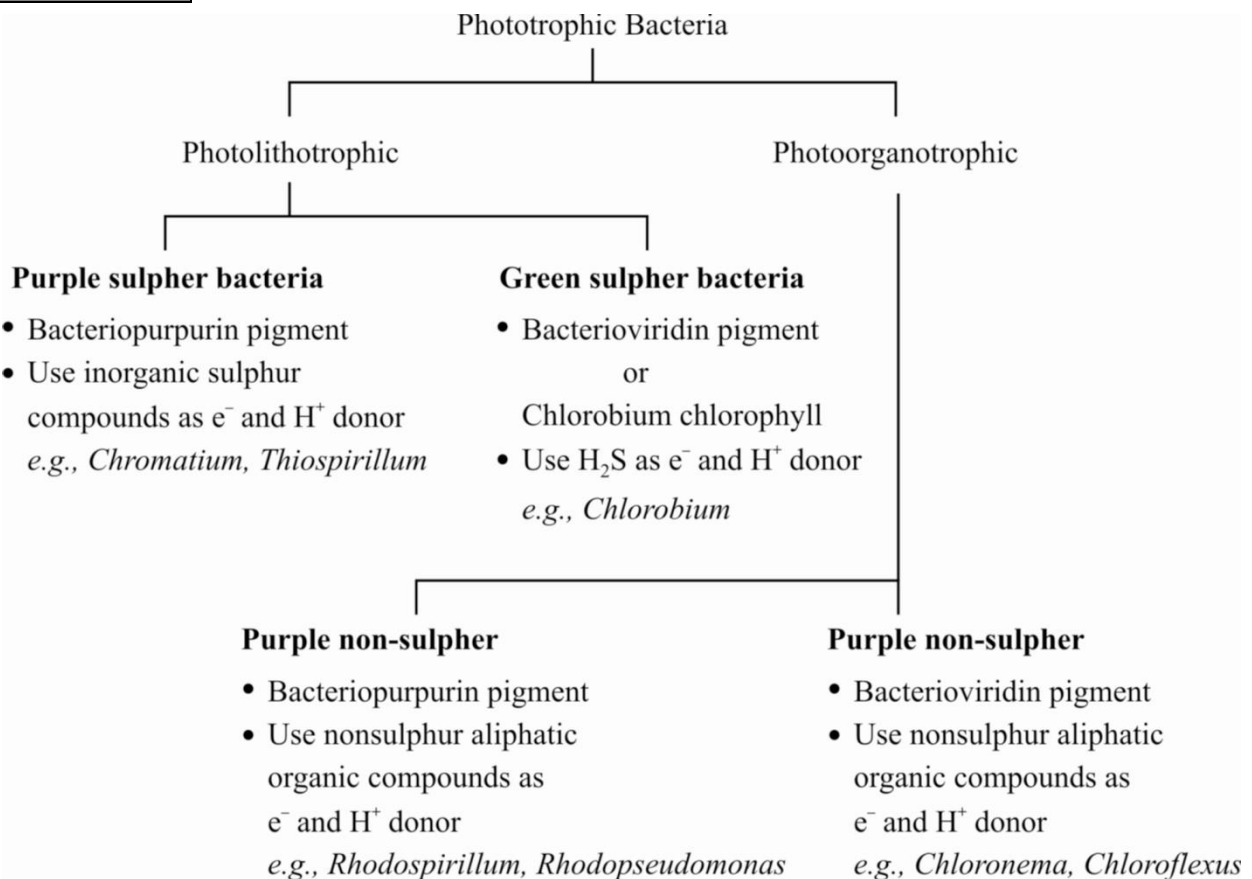 Phototrophic Bacteria
Photolithotrophic
Photoorganotrophic
Purple sulpher bacteria
• Bacteriopurpurin pigment
• Use inorganic sulphur
compounds as e⁻ and H⁺ donor
e.g., Chromatium, Thiospirillum
Green sulpher bacteria
• Bacterioviridin pigment
or
Chlorobium chlorophyll
• Use H₂S as e⁻ and H⁺ donor
e.g., Chlorobium
Purple non-sulpher
• Bacteriopurpurin pigment
• Use nonsulphur aliphatic
organic compounds as
e⁻ and H⁺ donor
e.g., Rhodospirillum, Rhodopseudomonas
Purple non-sulpher
• Bacterioviridin pigment
• Use nonsulphur aliphatic
organic compounds as
e⁻ and H⁺ donor
e.g., Chloronema, Chloroflexus